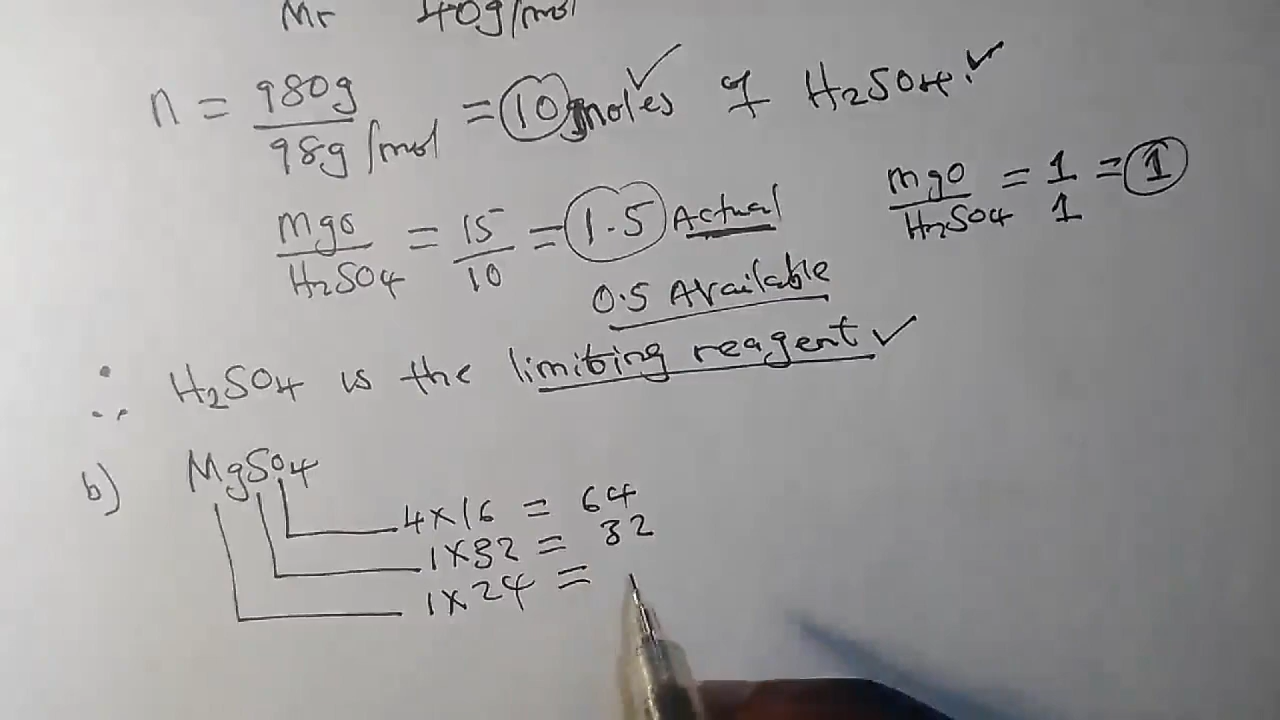 Mr 40g/mol
n = 980g / 98g/mol = 10 moles of H2SO4. ✓
mgo / H2SO4 = 15 / 10 = 1.5 Actual
mgo / H2SO4 = 1 / 1 = 1
0.5 Available
∴ H2SO4 is the limiting reagent ✓
b) MgSO4
4x16 = 64
1x32 = 32
1x24 =